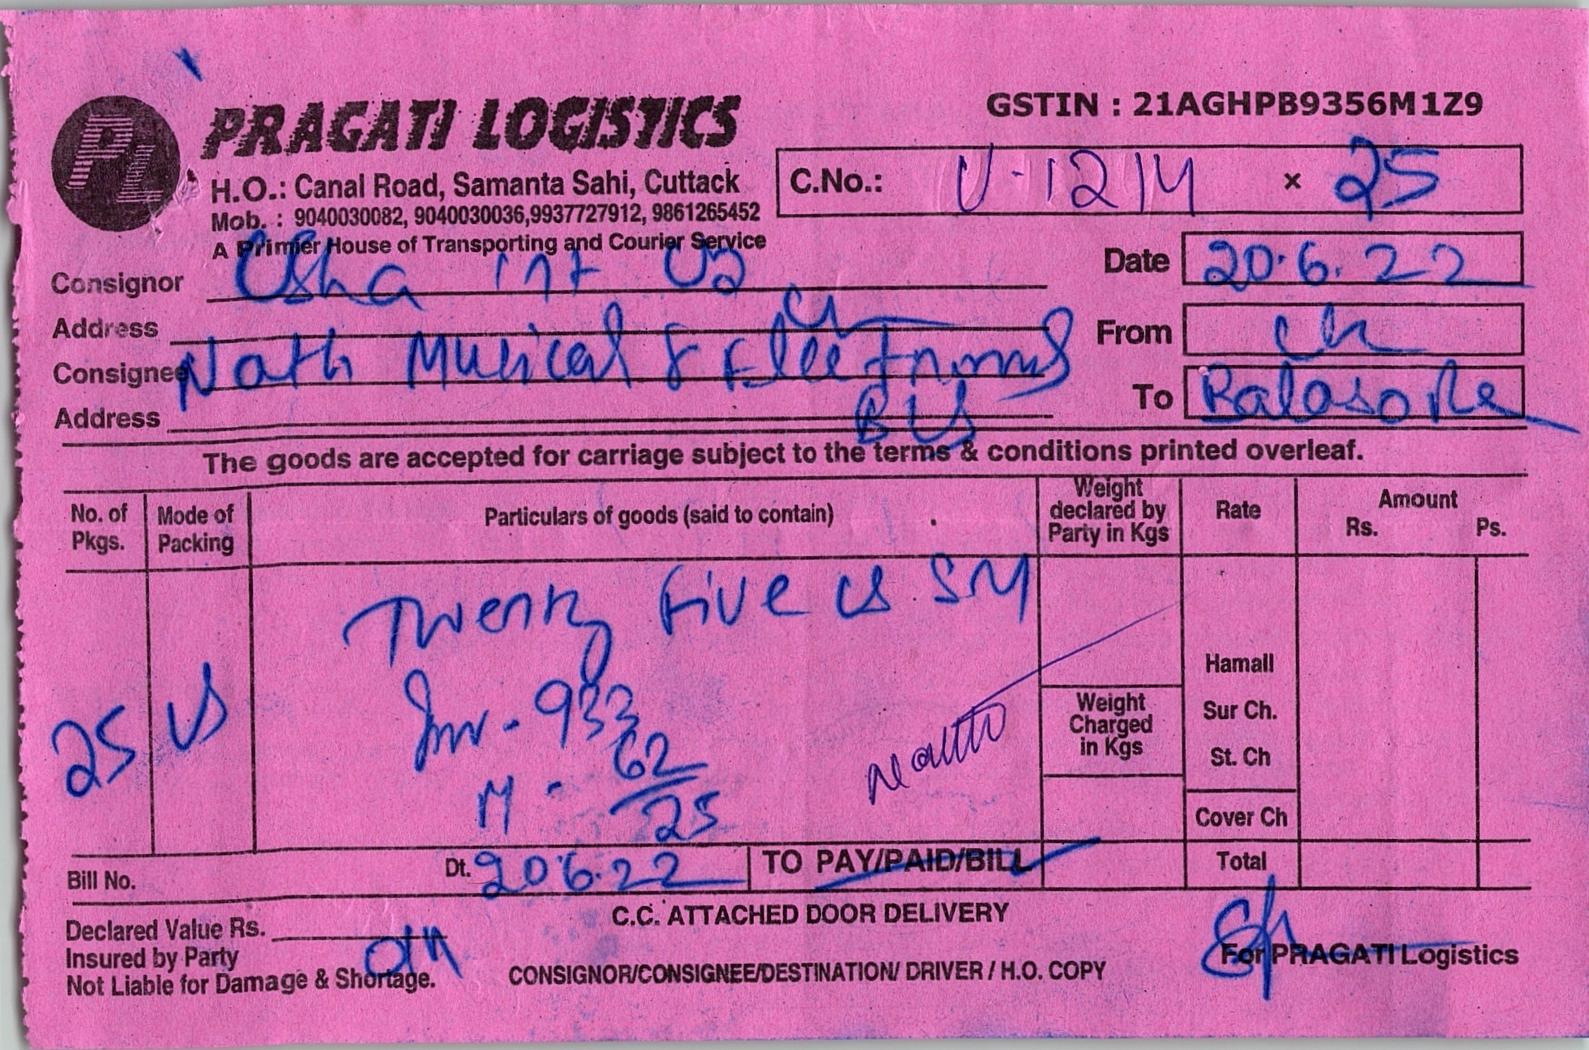 PL
PRAGATI LOGISTICS
GSTIN : 21AGHPB9356M1Z9
H.O.: Canal Road, Samanta Sahi, Cuttack
Mob. : 9040030082, 9040030036,9937727912, 9861265452
A Primier House of Transporting and Courier Service
C.No.: U-1214 x 25
Date 20.6.22
Consignor Usha int
Address
From
Consignee Nath Musical & Electronics
To Balasore
Address
The goods are accepted for carriage subject to the terms & conditions printed overleaf.
No. of Pkgs.
Mode of Packing
Particulars of goods (said to contain)
Weight declared by Party in Kgs
Rate
Amount
Rs. Ps.
Twenty Five
Inv - 933
62
25
25
Weight Charged in Kgs
Hamall
Sur Ch.
St. Ch
Cover Ch
Bill No. Dt. 20.6.22 TO PAY/PAID/BILL
Total
Declared Value Rs.
C.C. ATTACHED DOOR DELIVERY
Insured by Party
For PRAGATI Logistics
Not Liable for Damage & Shortage.
CONSIGNOR/CONSIGNEE/DESTINATION/ DRIVER / H.O. COPY